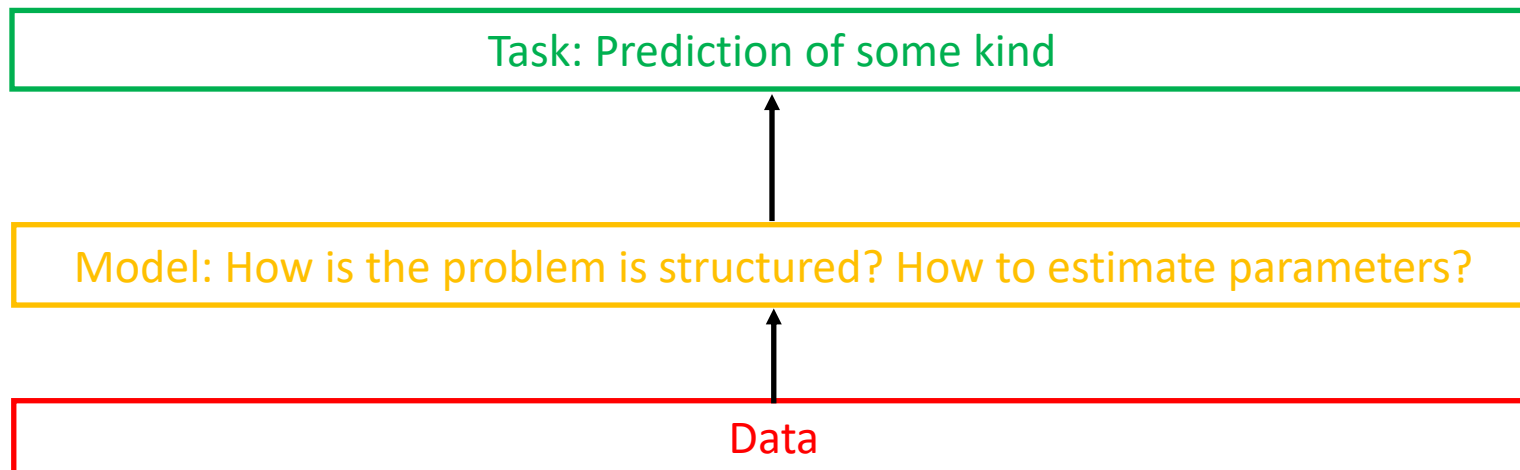 Task: Prediction of some kind
Model: How is the problem is structured? How to estimate parameters?
Data